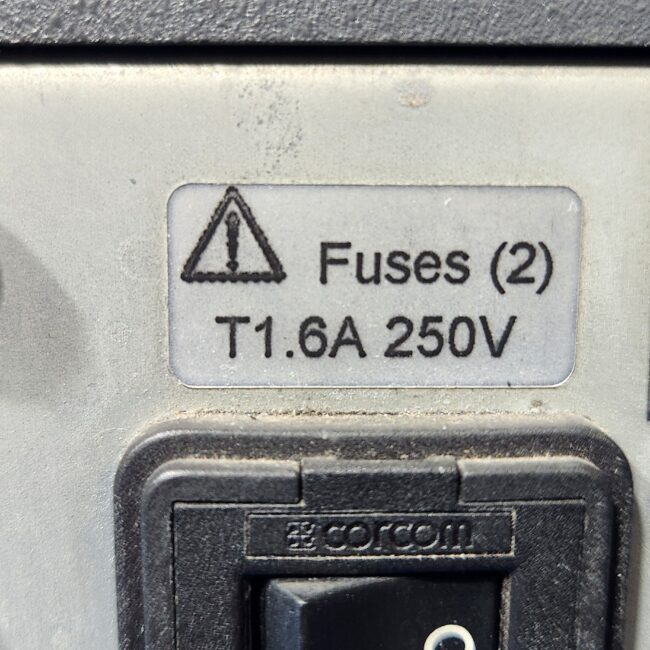 Fuses (2)
T1.6A 250V
corcom